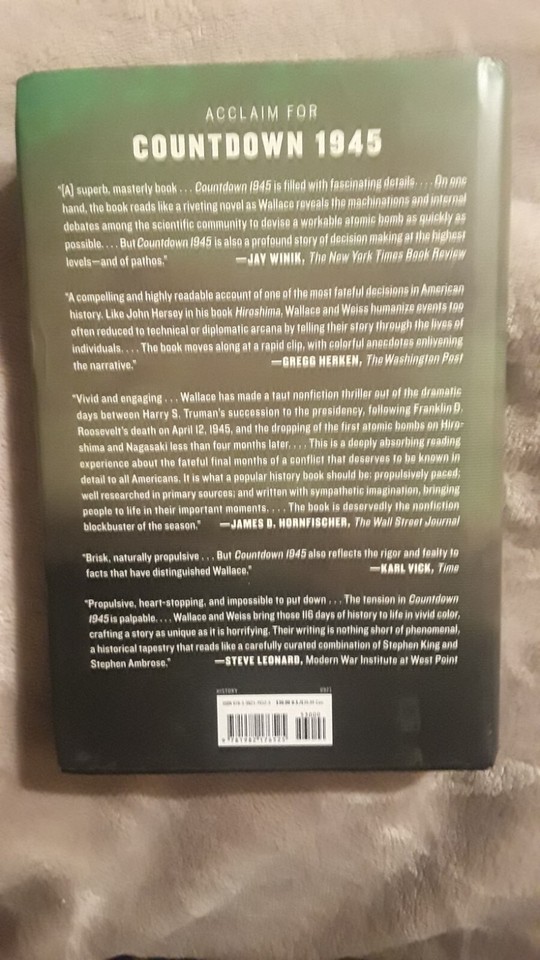 ACCLAIM FOR
COUNTDOWN 1945
"[A] superb, masterly book . . . Countdown 1945 is filled with fascinating details. . . . On one
hand, the book reads like a riveting novel as Wallace reveals the machinations and internal
debates among the scientific community to devise a workable atomic bomb as quickly as
possible. . . . But Countdown 1945 is also a profound story of decision making at the highest
levels—and of pathos." —JAY WINIK, The New York Times Book Review
"A compelling and highly readable account of one of the most fateful decisions in American
history. Like John Hersey in his book Hiroshima, Wallace and Weiss humanize events too
often reduced to technical or diplomatic arcana by telling their story through the lives of
individuals. . . . The book moves along at a rapid clip, with colorful anecdotes enlivening
the narrative." —GREGG HERKEN, The Washington Post
"Vivid and engaging . . . Wallace has made a taut nonfiction thriller out of the dramatic
days between Harry S. Truman's succession to the presidency, following Franklin D.
Roosevelt's death on April 12, 1945, and the dropping of the first atomic bombs on Hiro-
shima and Nagasaki less than four months later. . . . This is a deeply absorbing reading
experience about the fateful final months of a conflict that deserves to be known in
detail to all Americans. It is what a popular history book should be: propulsively paced;
well researched in primary sources; and written with sympathetic imagination, bringing
people to life in their important moments. . . . The book is deservedly the nonfiction
blockbuster of the season." —JAMES D. HORNFISCHER, The Wall Street Journal
"Brisk, naturally propulsive . . . But Countdown 1945 also reflects the rigor and fealty to
facts that have distinguished Wallace." —KARL VICK, Time
"Propulsive, heart-stopping, and impossible to put down . . . The tension in Countdown
1945 is palpable. . . . Wallace and Weiss bring those 116 days of history to life in vivid color,
crafting a story as unique as it is horrifying. Their writing is nothing short of phenomenal,
a historical tapestry that reads like a carefully curated combination of Stephen King and
Stephen Ambrose." —STEVE LEONARD, Modern War Institute at West Point
HISTORY
ISBN